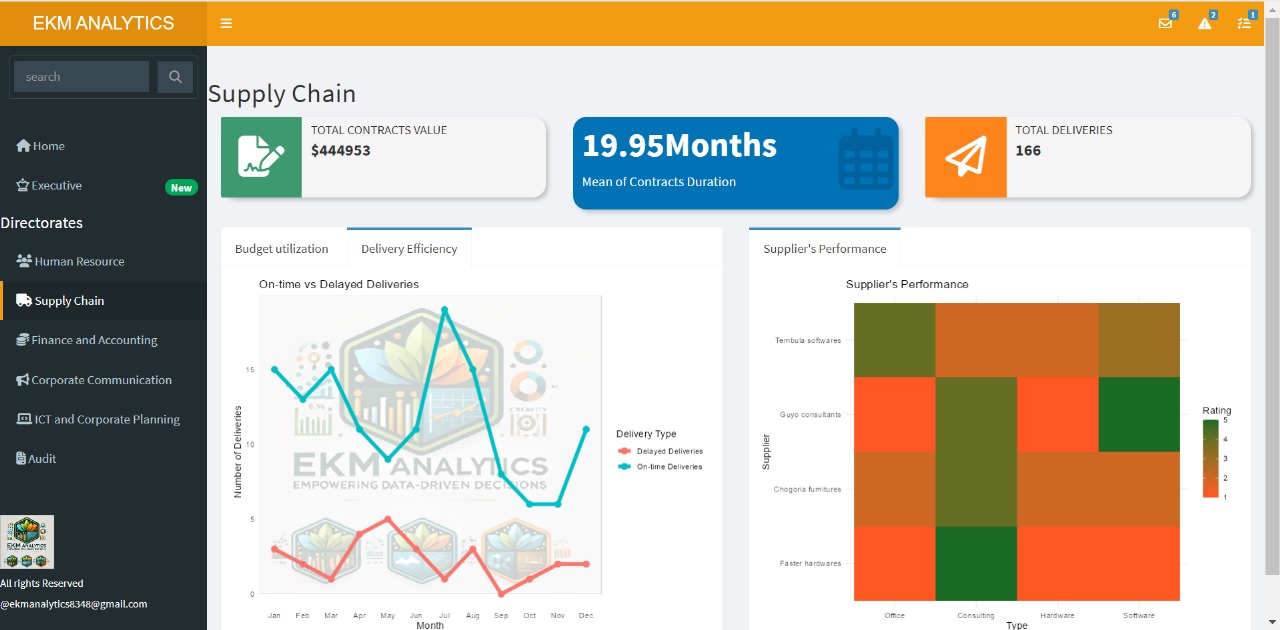 EKM ANALYTICS
6
2
1
search
Home
Executive
New
Directorates
Human Resource
Supply Chain
Finance and Accounting
Corporate Communication
ICT and Corporate Planning
Audit
All rights Reserved
@ekmanalytics8348@gmail.com
Supply Chain
TOTAL CONTRACTS VALUE
$444953
19.95Months
Mean of Contracts Duration
TOTAL DELIVERIES
166
Budget utilization
Delivery Efficiency
On-time vs Delayed Deliveries
Number of Deliveries
15
10
5
0
EKM ANALYTICS
EMPOWERING DATA-DRIVEN DECISIONS
Jan Feb Mar Apr May Jun Jul Aug Sep Oct Nov Dec
Month
Delivery Type
Delayed Deliveries
On-time Deliveries
Supplier's Performance
Supplier's Performance
Supplier
Tembula softwares
Guyo consultants
Chogoria furnitures
Faster hardwares
Office Consulting Hardware Software
Type
Rating
5
4
3
2
1